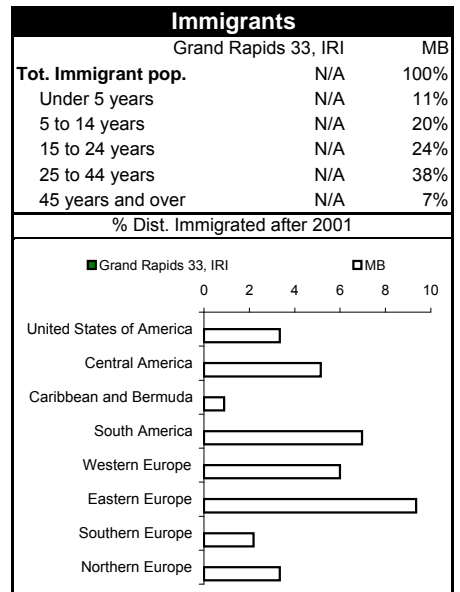 Immigrants
Grand Rapids 33, IRI MB
Tot. Immigrant pop. N/A 100%
Under 5 years N/A 11%
5 to 14 years N/A 20%
15 to 24 years N/A 24%
25 to 44 years N/A 38%
45 years and over N/A 7%
% Dist. Immigrated after 2001
Grand Rapids 33, IRI MB
0 2 4 6 8 10
United States of America
Central America
Caribbean and Bermuda
South America
Western Europe
Eastern Europe
Southern Europe
Northern Europe